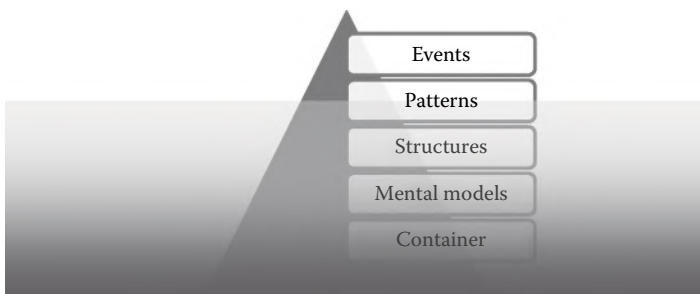 Events
Patterns
Structures
Mental models
Container